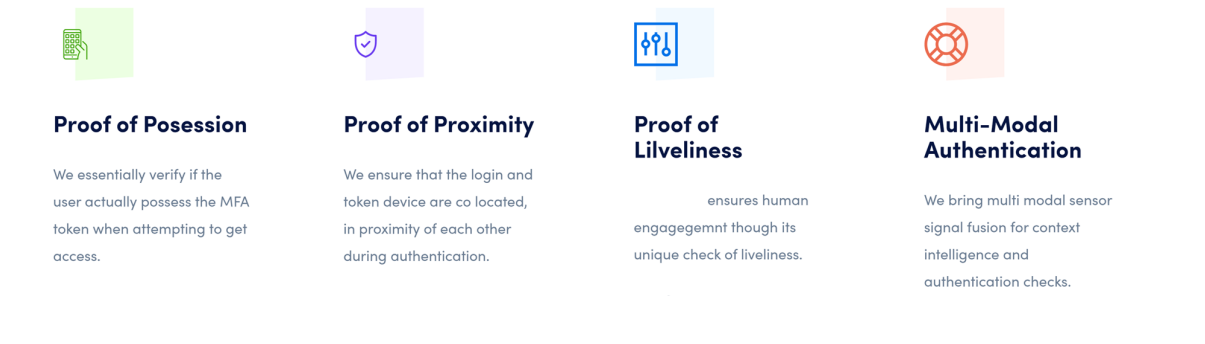 Proof of Posession
We essentially verify if the
user actually possess the MFA
token when attempting to get
access.
Proof of Proximity
We ensure that the login and
token device are co located,
in proximity of each other
during authentication.
Proof of
Lilveliness
ensures human
engagegemnt though its
unique check of liveliness.
Multi-Modal
Authentication
We bring multi modal sensor
signal fusion for context
intelligence and
authentication checks.